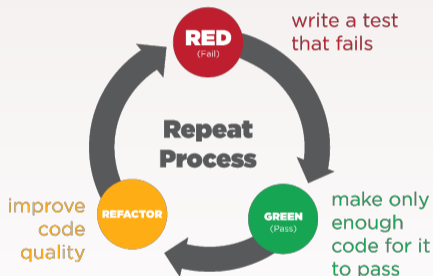 RED
(Fail)
write a test
that fails
Repeat
Process
REFACTOR
improve
code
quality
GREEN
(Pass)
make only
enough
code for it
to pass